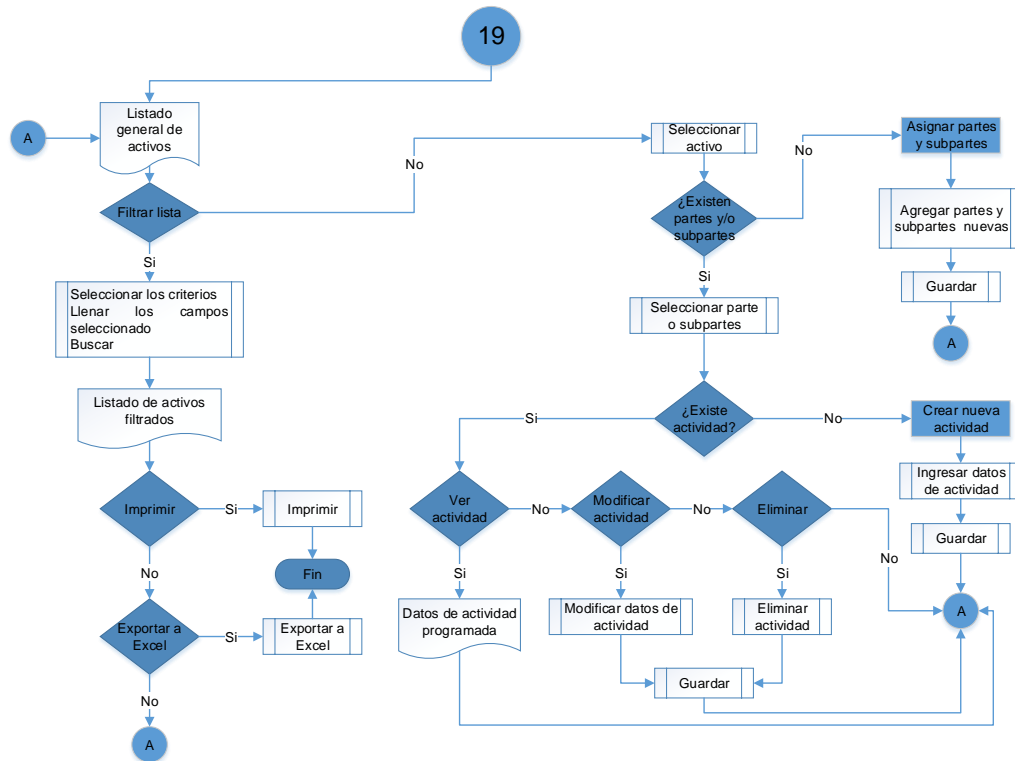 19
Listado
general de
activos
A
Filtrar lista
No
Si
Seleccionar los criterios
Llenar los campos
seleccionado
Buscar
Listado de activos
filtrados
Imprimir
Si
Imprimir
Fin
No
Exportar a
Excel
Si
Exportar a
Excel
No
A
Seleccionar
activo
¿Existen
partes y/o
subpartes
No
Asignar partes
y subpartes
Agregar partes y
subpartes nuevas
Guardar
A
Si
Seleccionar parte
o subpartes
¿Existe
actividad?
Si
No
Crear nueva
actividad
Ingresar datos
de actividad
Guardar
A
Ver
actividad
No
Modificar
actividad
No
Eliminar
No
Si
Si
Si
Datos de actividad
programada
Modificar datos de
actividad
Eliminar
actividad
Guardar